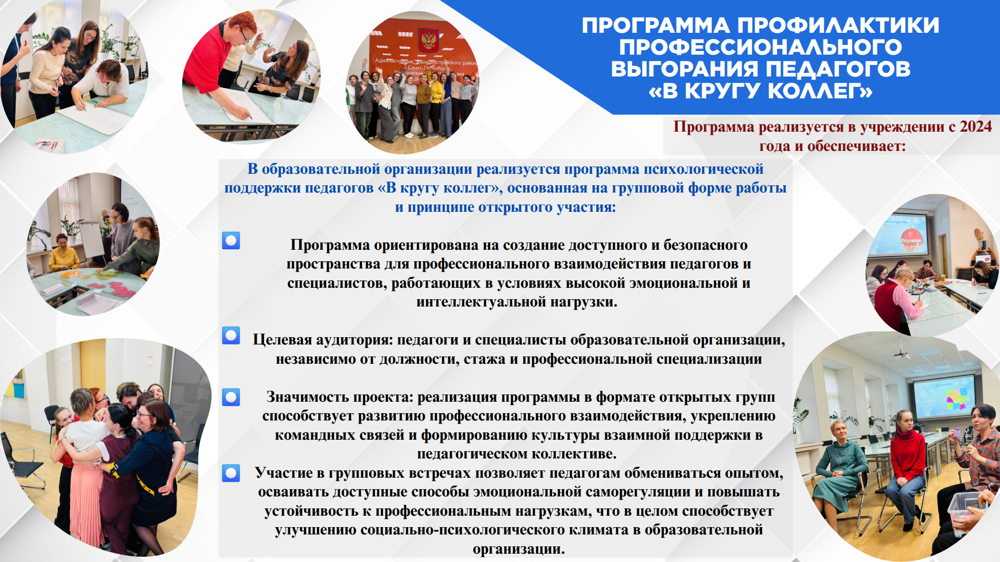 ПРОГРАММА ПРОФИЛАКТИКИ
ПРОФЕССИОНАЛЬНОГО
ВЫГОРАНИЯ ПЕДАГОГОВ
«В КРУГУ КОЛЛЕГ»
Администрация Василеостровского района
Санкт-Петербурга
Программа реализуется в учреждении с 2024
года и обеспечивает:
В образовательной организации реализуется программа психологической
поддержки педагогов «В кругу коллег», основанная на групповой форме работы
и принципе открытого участия:
Программа ориентирована на создание доступного и безопасного
пространства для профессионального взаимодействия педагогов и
специалистов, работающих в условиях высокой эмоциональной и
интеллектуальной нагрузки.
Целевая аудитория: педагоги и специалисты образовательной организации,
независимо от должности, стажа и профессиональной специализации
Значимость проекта: реализация программы в формате открытых групп
способствует развитию профессионального взаимодействия, укреплению
командных связей и формированию культуры взаимной поддержки в
педагогическом коллективе.
Участие в групповых встречах позволяет педагогам обмениваться опытом,
осваивать доступные способы эмоциональной саморегуляции и повышать
устойчивость к профессиональным нагрузкам, что в целом способствует
улучшению социально-психологического климата в образовательной
организации.